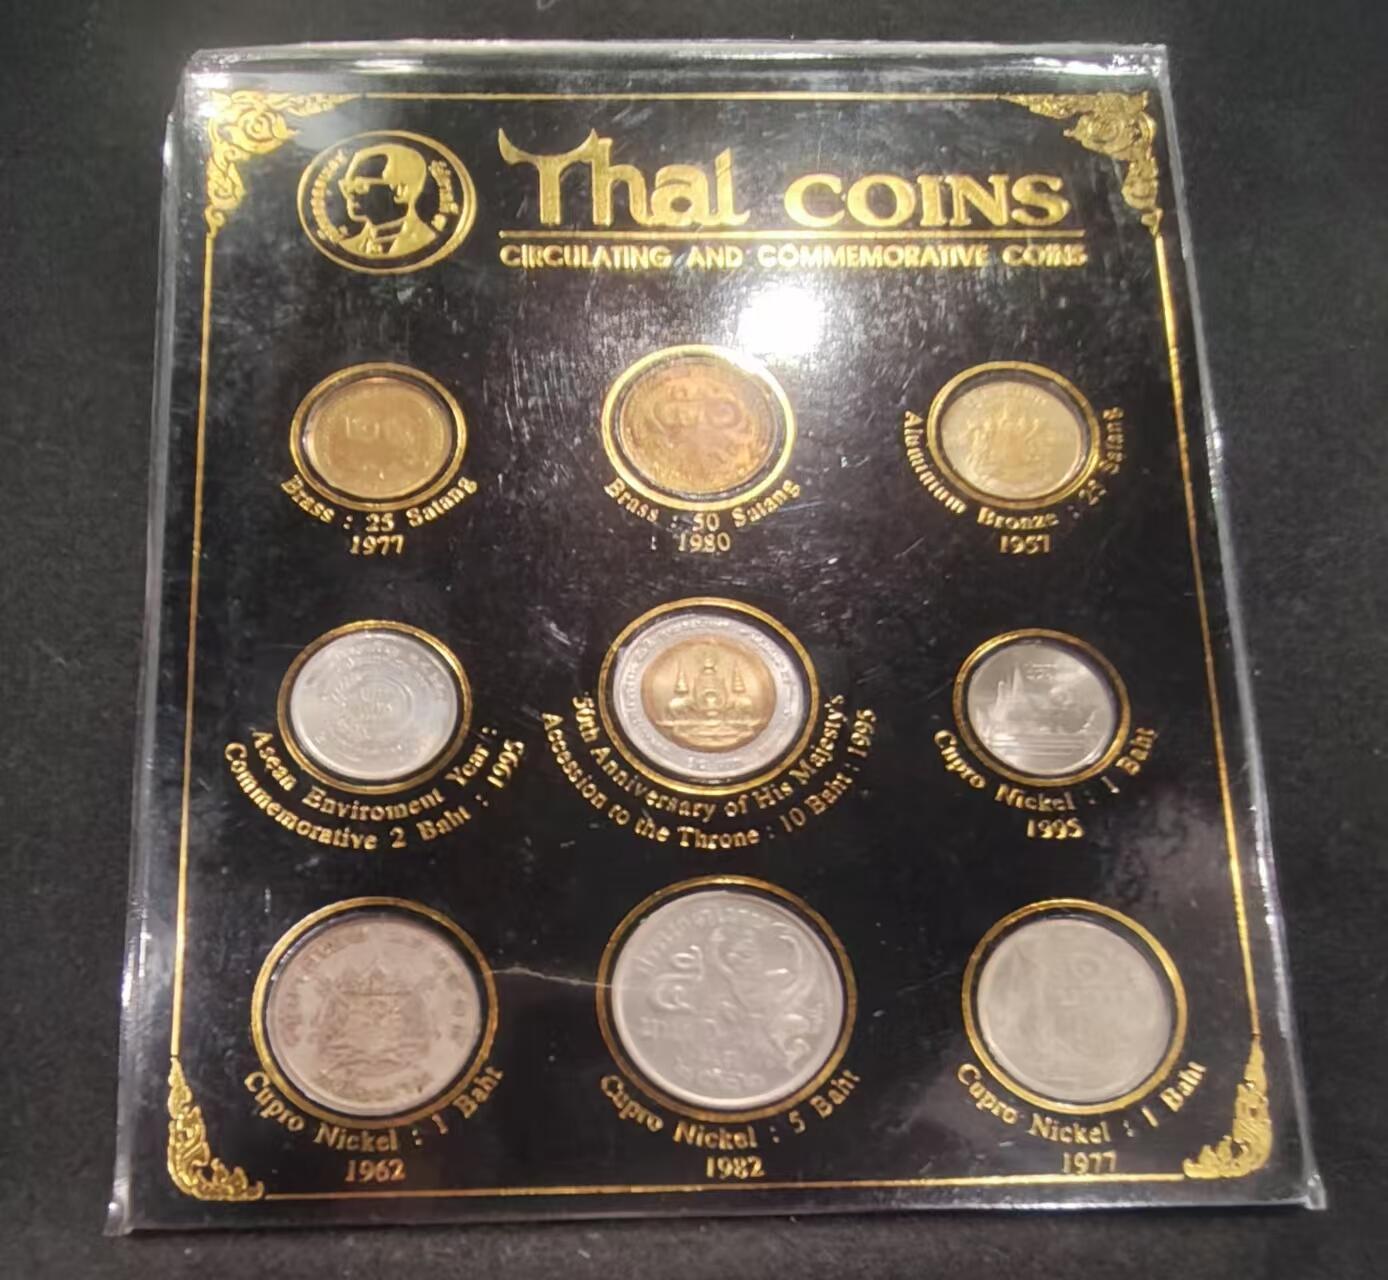 Thai COINS
CIRCULATING AND COMMEMORATIVE COINS
Brass : 25 Satang
1977
Brass : 50 Satang
1980
Aluminium Bronze : 25 Satang
1957
Asean Enviroment Year :
Commemorative 2 Baht : 1995
50th Anniversary of His Majesty's
Accession to the Throne : 10 Baht : 1995
Cupro Nickel : 1 Baht
1995
Cupro Nickel : 1 Baht
1962
Cupro Nickel : 5 Baht
1982
Cupro Nickel : 1 Baht
1977